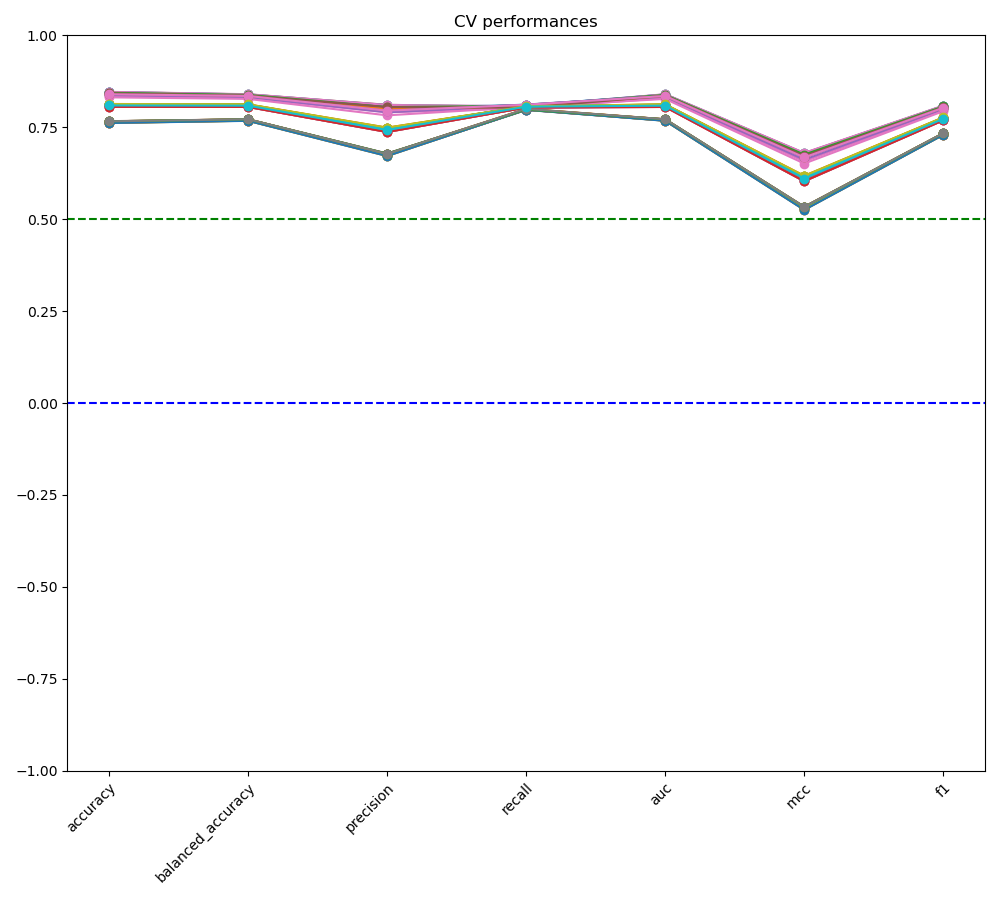 CV performances
1.00
0.75
0.50
0.25
0.00
−0.25
−0.50
−0.75
−1.00
accuracy
balanced_accuracy
precision
recall
auc
mcc
f1